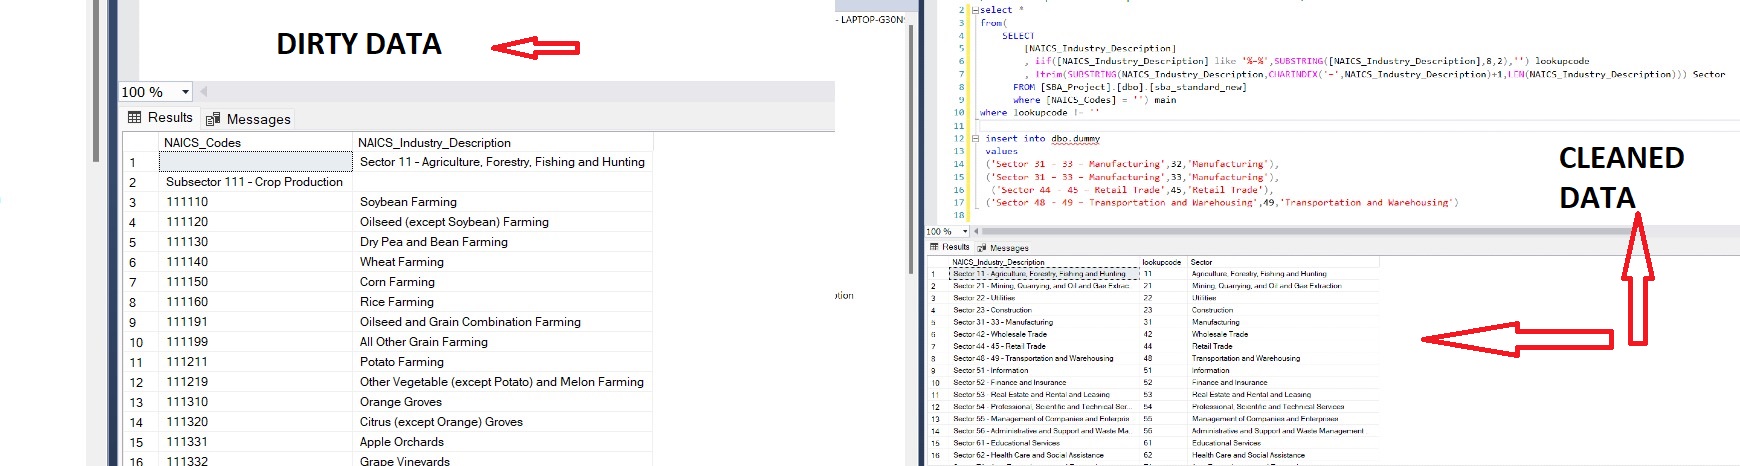 DIRTY DATA
100 %
Results Messages
NAICS_Codes NAICS_Industry_Description
1 Sector 11 - Agriculture, Forestry, Fishing and Hunting
2 Subsector 111 - Crop Production
3 111110 Soybean Farming
4 111120 Oilseed (except Soybean) Farming
5 111130 Dry Pea and Bean Farming
6 111140 Wheat Farming
7 111150 Corn Farming
8 111160 Rice Farming
9 111191 Oilseed and Grain Combination Farming
10 111199 All Other Grain Farming
11 111211 Potato Farming
12 111219 Other Vegetable (except Potato) and Melon Farming
13 111310 Orange Groves
14 111320 Citrus (except Orange) Groves
15 111331 Apple Orchards
16 111332 Grape Vineyards
- LAPTOP-G30N
ption
2 select *
3 from(
4 SELECT
5 [NAICS_Industry_Description]
6 , iif([NAICS_Industry_Description] like '%-%',SUBSTRING([NAICS_Industry_Description],8,2),'') lookupcode
7 , ltrim(SUBSTRING(NAICS_Industry_Description,CHARINDEX('-',NAICS_Industry_Description)+1,LEN(NAICS_Industry_Description))) Sector
8 FROM [SBA_Project].[dbo].[sba_standard_new]
9 where [NAICS_Codes] = '') main
10 where lookupcode != ''
11
12 insert into dbo.dummy
13 values
14 ('Sector 31 - 33 - Manufacturing',32,'Manufacturing'),
15 ('Sector 31 - 33 - Manufacturing',33,'Manufacturing'),
16 ('Sector 44 - 45 - Retail Trade',45,'Retail Trade'),
17 ('Sector 48 - 49 - Transportation and Warehousing',49,'Transportation and Warehousing')
18
CLEANED
DATA
100 %
Results Messages
NAICS_Industry_Description lookupcode Sector
1 Sector 11 - Agriculture, Forestry, Fishing and Hunting 11 Agriculture, Forestry, Fishing and Hunting
2 Sector 21 - Mining, Quarrying, and Oil and Gas Extrac... 21 Mining, Quarrying, and Oil and Gas Extraction
3 Sector 22 - Utilities 22 Utilities
4 Sector 23 - Construction 23 Construction
5 Sector 31 - 33 - Manufacturing 31 Manufacturing
6 Sector 42 - Wholesale Trade 42 Wholesale Trade
7 Sector 44 - 45 - Retail Trade 44 Retail Trade
8 Sector 48 - 49 - Transportation and Warehousing 48 Transportation and Warehousing
9 Sector 51 - Information 51 Information
10 Sector 52 - Finance and Insurance 52 Finance and Insurance
11 Sector 53 - Real Estate and Rental and Leasing 53 Real Estate and Rental and Leasing
12 Sector 54 - Professional, Scientific and Technical Ser... 54 Professional, Scientific and Technical Services
13 Sector 55 - Management of Companies and Enterpris... 55 Management of Companies and Enterprises
14 Sector 56 - Administrative and Support and Waste Ma... 56 Administrative and Support and Waste Management
15 Sector 61 - Educational Services 61 Educational Services
16 Sector 62 - Health Care and Social Assistance 62 Health Care and Social Assistance